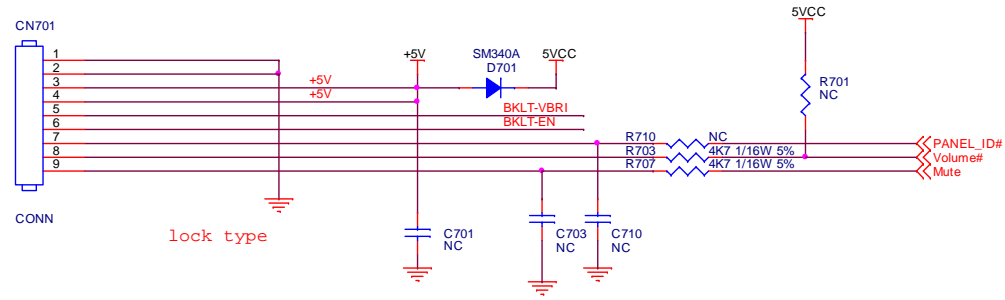 5VCC
CN701
+5V
SM340A
5VCC
D701
1
2
3
+5V
4
+5V
R701
NC
5
BKLT-VBRI
6
BKLT-EN
7
R710
NC
PANEL_ID#
8
R703
4K7 1/16W 5%
Volume#
9
R707
4K7 1/16W 5%
Mute
CONN
lock type
C701
NC
C703
NC
C710
NC